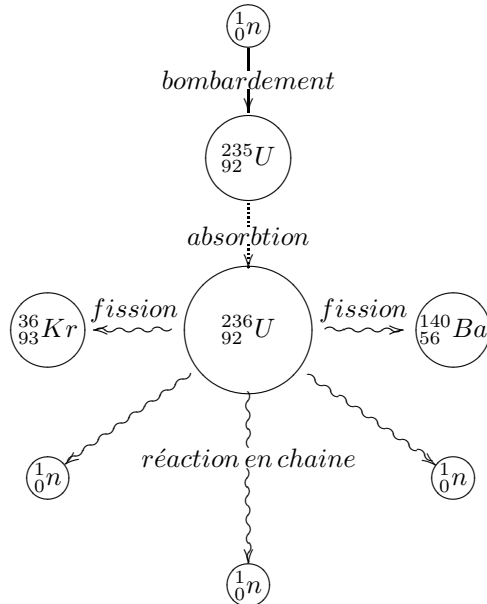 ¹₀n
bombardement
²³⁵₉₂U
absorbtion
³⁶₉₃Kr fission ²³⁶₉₂U fission ¹⁴⁰₅₆Ba
¹₀n réaction en chaine ¹₀n
¹₀n